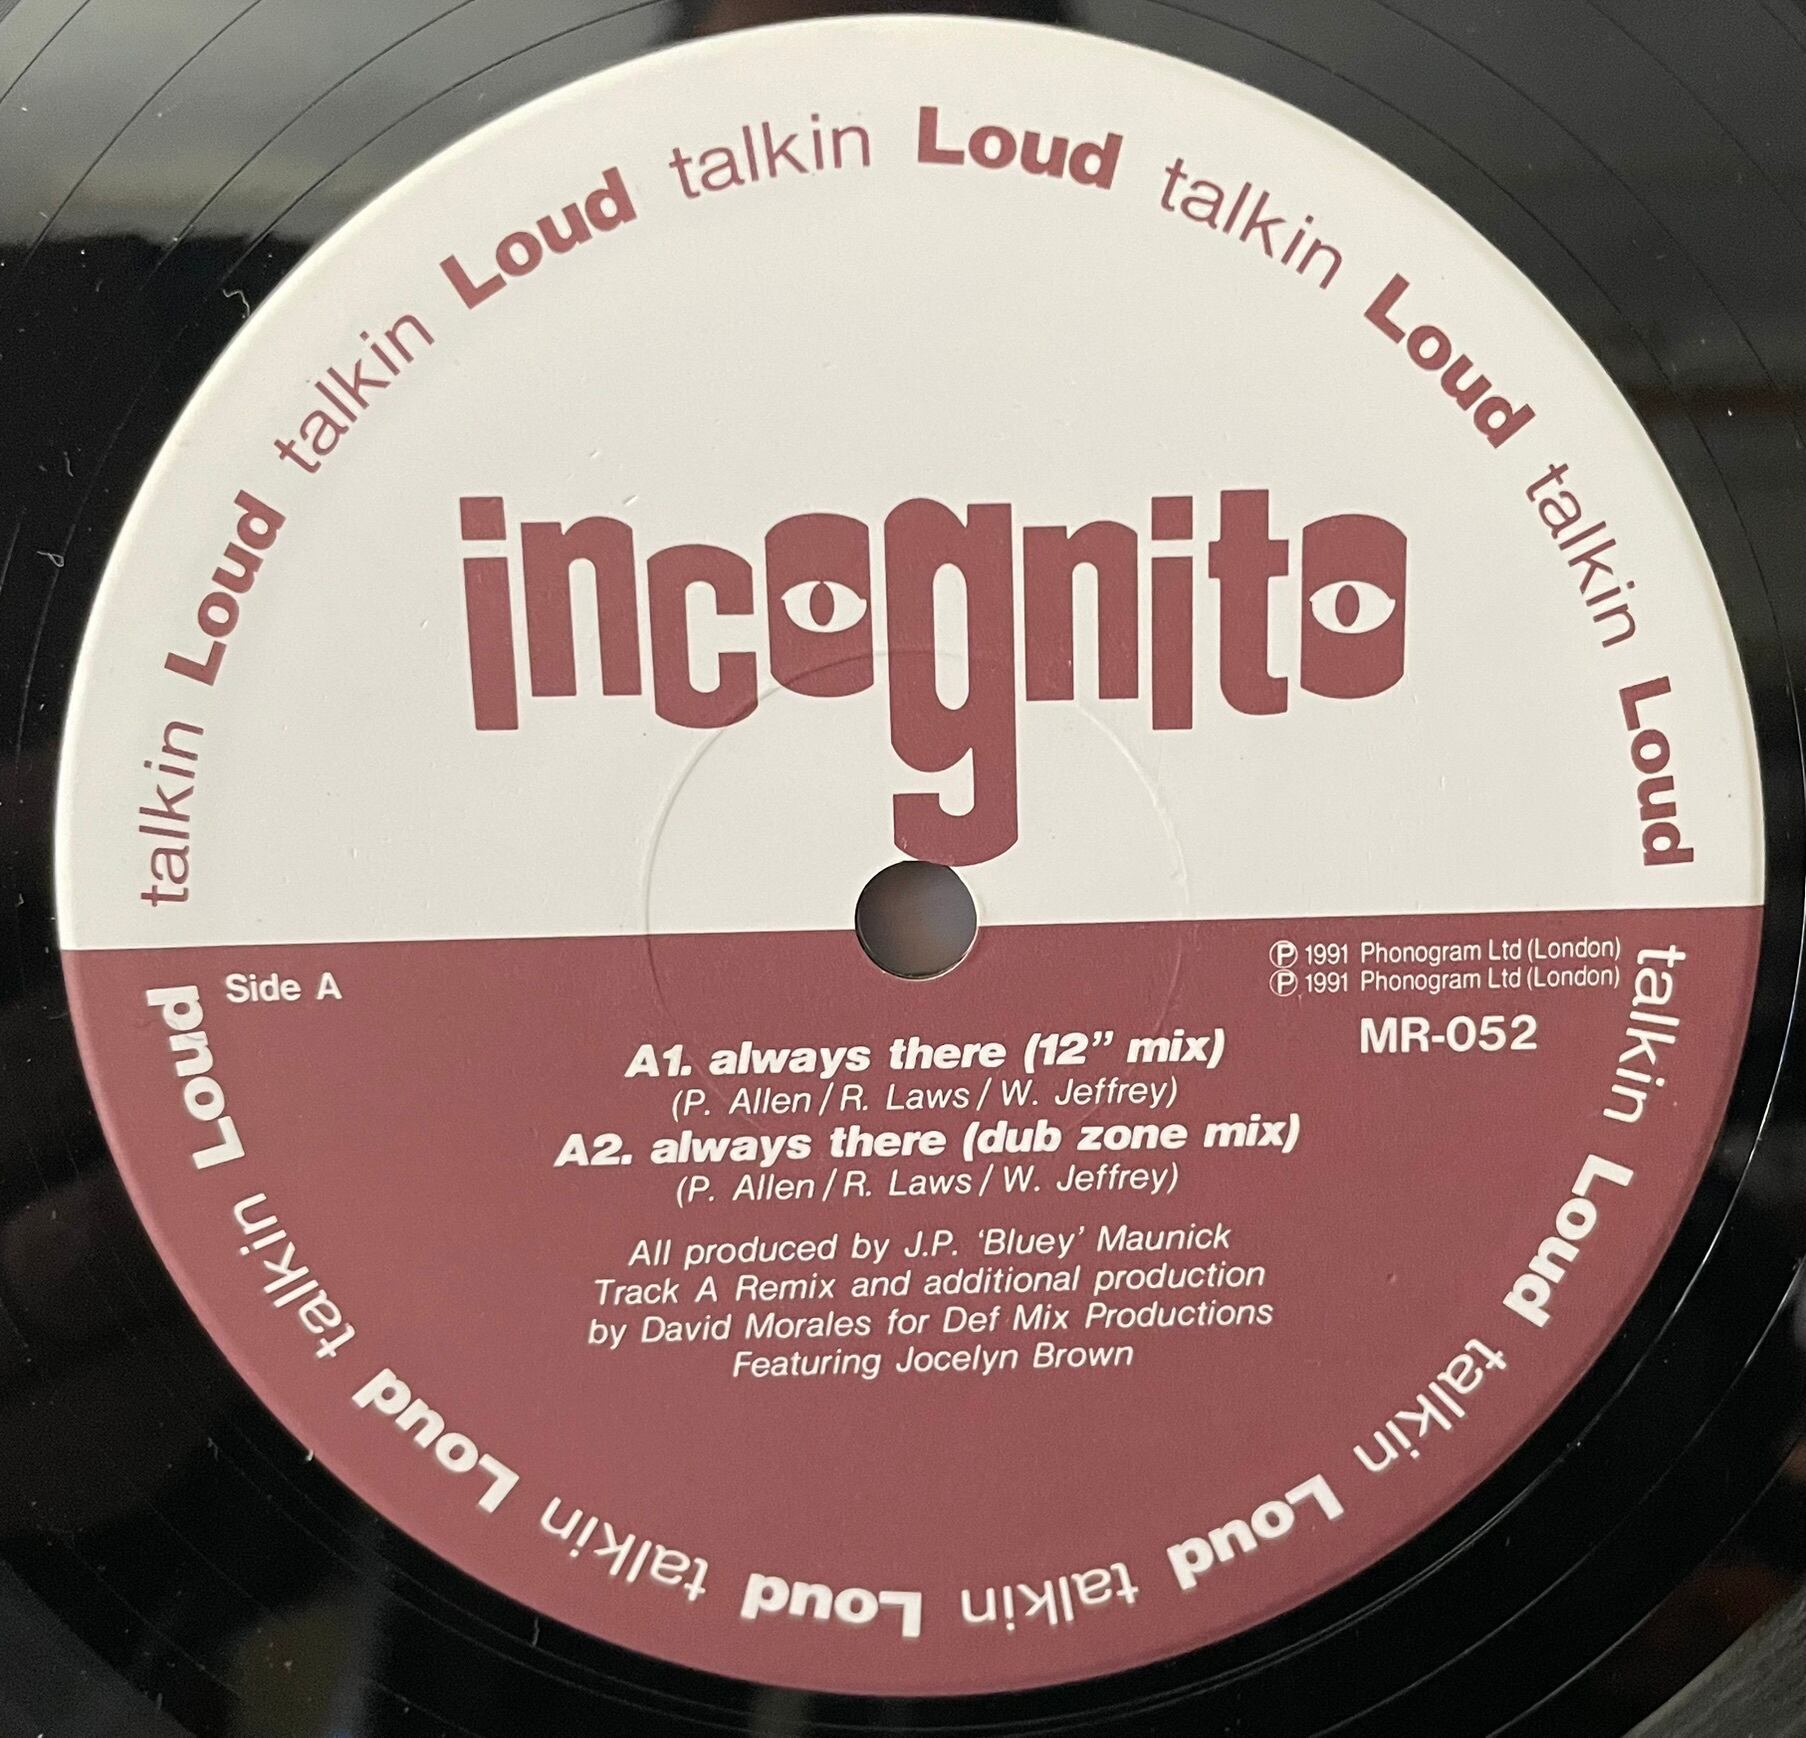 talkin Loud talkin Loud talkin Loud talkin Loud talkin Loud
incognito
Side A
Ⓟ 1991 Phonogram Ltd (London)
Ⓟ 1991 Phonogram Ltd (London)
MR-052
A1. always there (12” mix)
(P. Allen / R. Laws / W. Jeffrey)
A2. always there (dub zone mix)
(P. Allen / R. Laws / W. Jeffrey)
All produced by J.P. ‘Bluey’ Maunick
Track A Remix and additional production
by David Morales for Def Mix Productions
Featuring Jocelyn Brown
talkin Loud talkin Loud talkin Loud talkin Loud talkin Loud